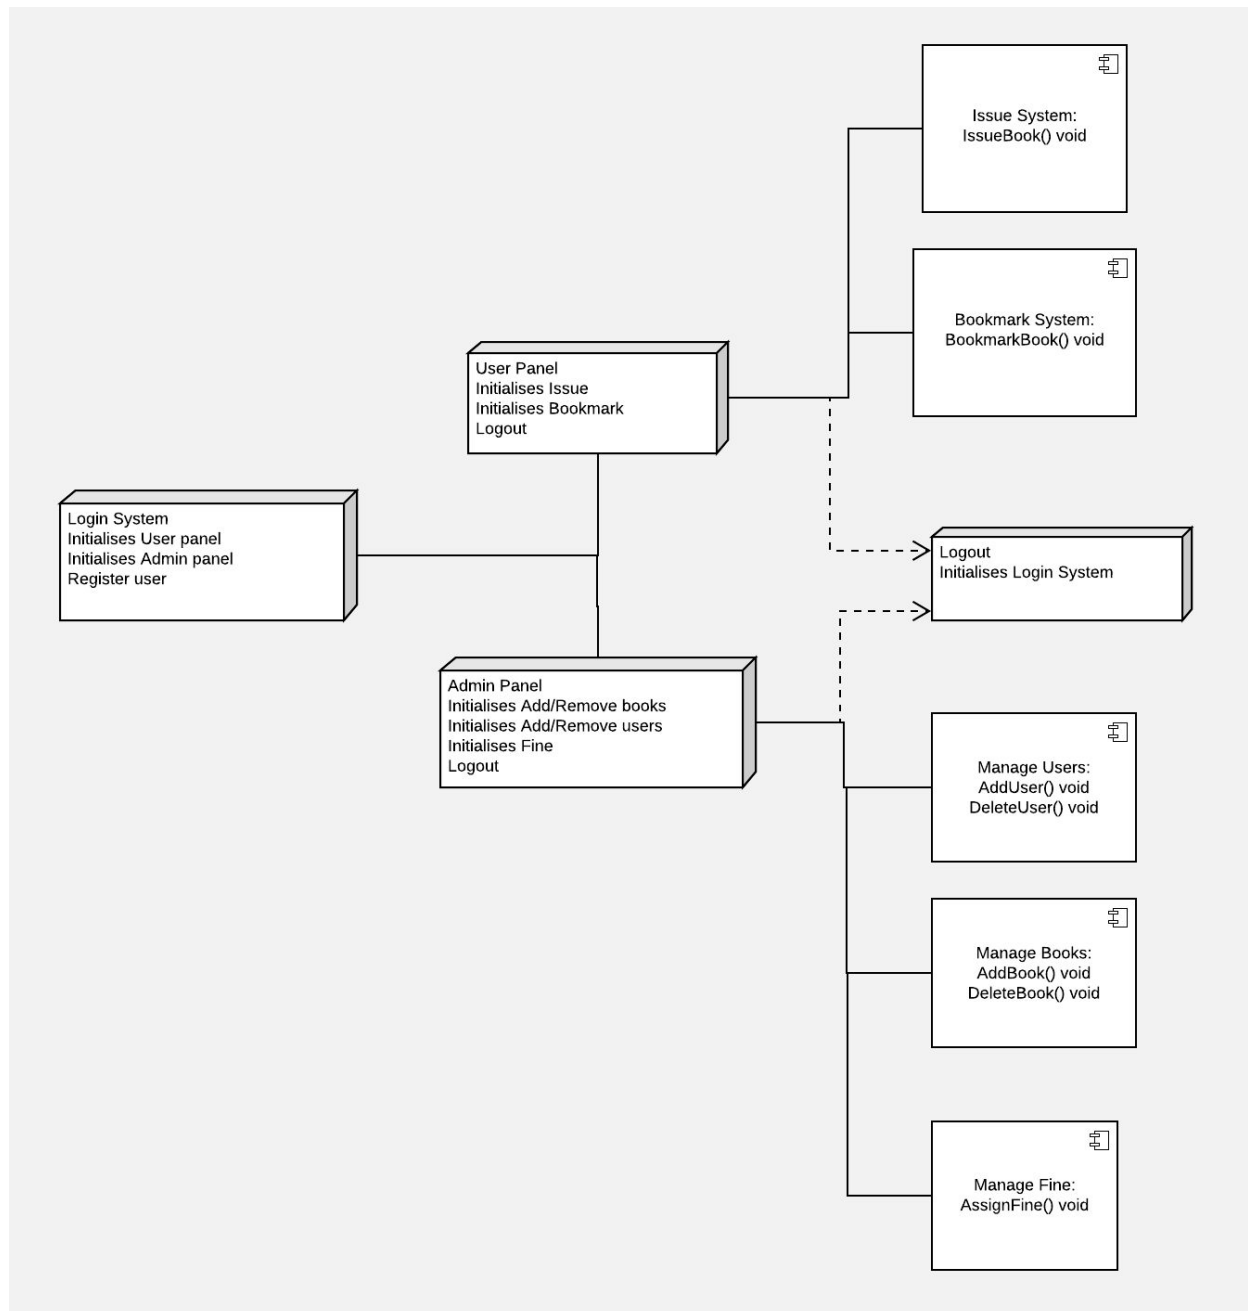 Issue System:
IssueBook() void
Bookmark System:
BookmarkBook() void
User Panel
Initialises Issue
Initialises Bookmark
Logout
Login System
Initialises User panel
Initialises Admin panel
Register user
Logout
Initialises Login System
Admin Panel
Initialises Add/Remove books
Initialises Add/Remove users
Initialises Fine
Logout
Manage Users:
AddUser() void
DeleteUser() void
Manage Books:
AddBook() void
DeleteBook() void
Manage Fine:
AssignFine() void